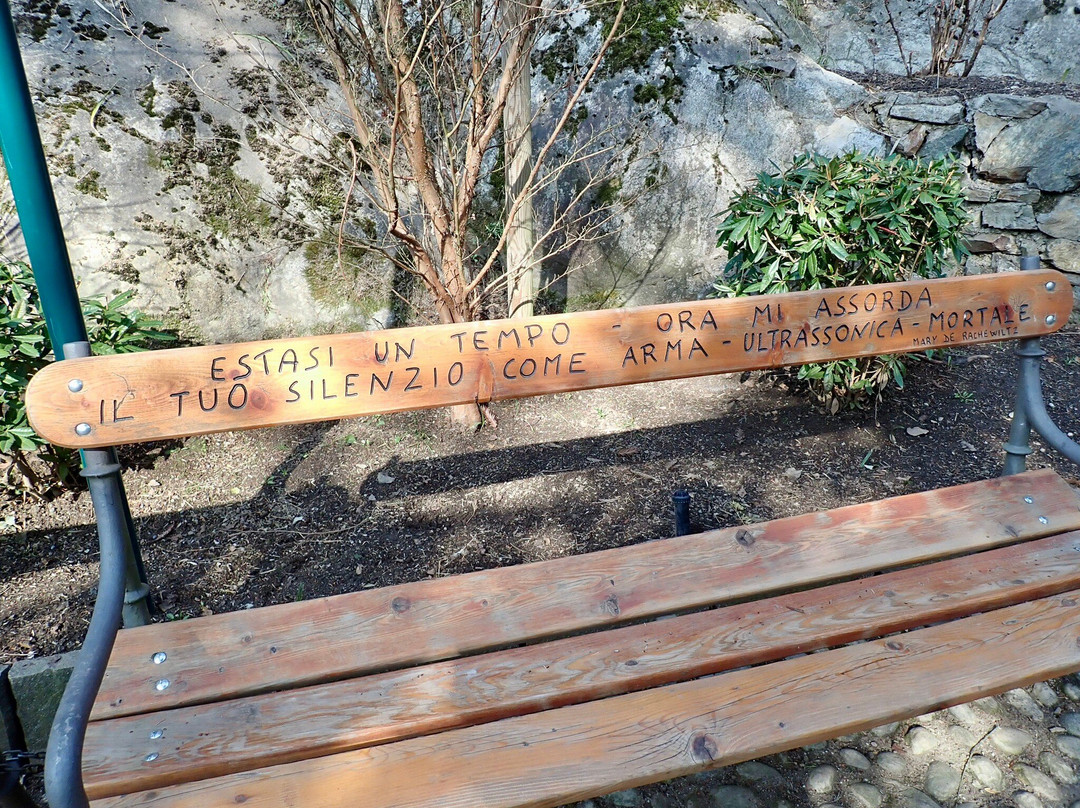 ESTASI UN TEMPO - ORA MI ASSORDA
IL TUO SILENZIO COME ARMA - ULTRASSONICA - MORTALE
MARY DE RACHEWILTZ